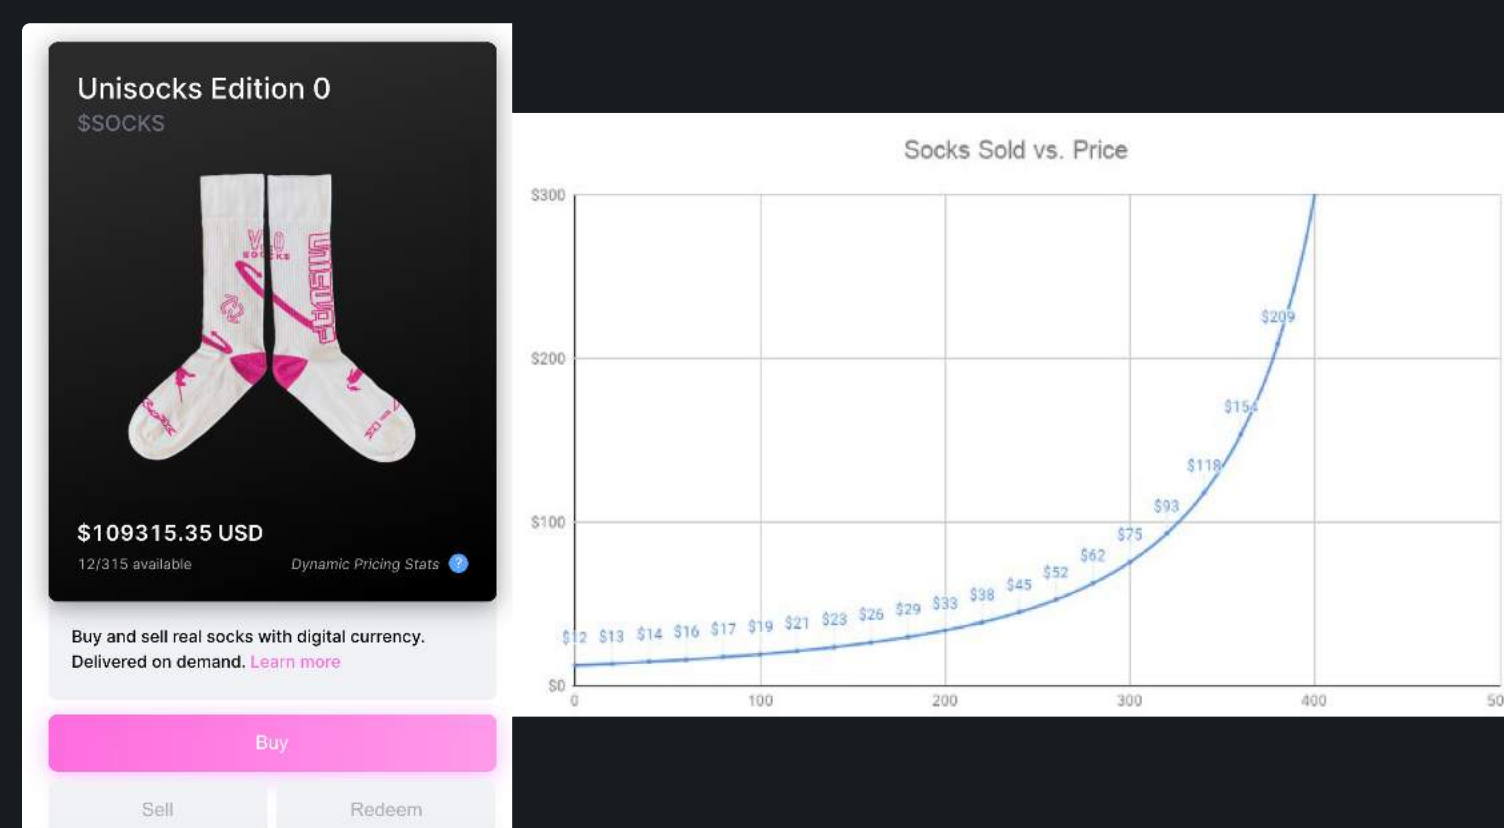 Unisocks Edition 0
$SOCKS
SOCKS
UNISWAP
$109315.35 USD
12/315 available
Dynamic Pricing Stats ?
Buy and sell real socks with digital currency.
Delivered on demand. Learn more
Buy
Sell
Redeem
Socks Sold vs. Price
$300
$200
$100
$0
$12 $13 $14 $16 $17 $19 $21 $23 $26 $29 $33 $38 $45 $52 $62 $75 $93 $118 $154 $209
0 100 200 300 400 50